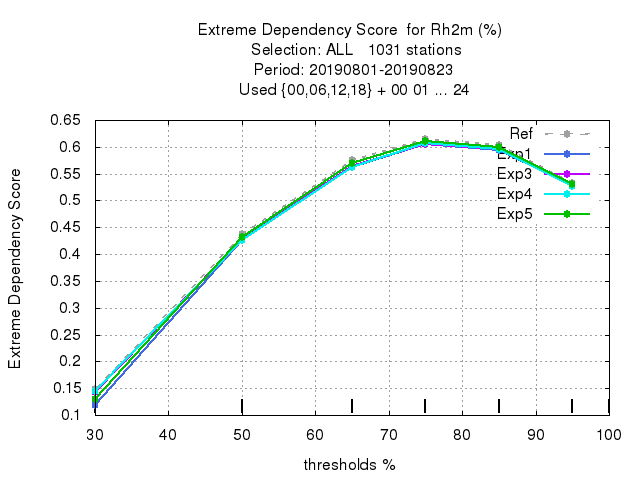 Extreme Dependency Score  for Rh2m (%)
Selection: ALL   1031 stations
Period: 20190801-20190823
Used {00,06,12,18} + 00 01 ... 24
Extreme Dependency Score
0.65
0.6
0.55
0.5
0.45
0.4
0.35
0.3
0.25
0.2
0.15
0.1
Ref
Exp1
Exp3
Exp4
Exp5
30 40 50 60 70 80 90 100
thresholds %